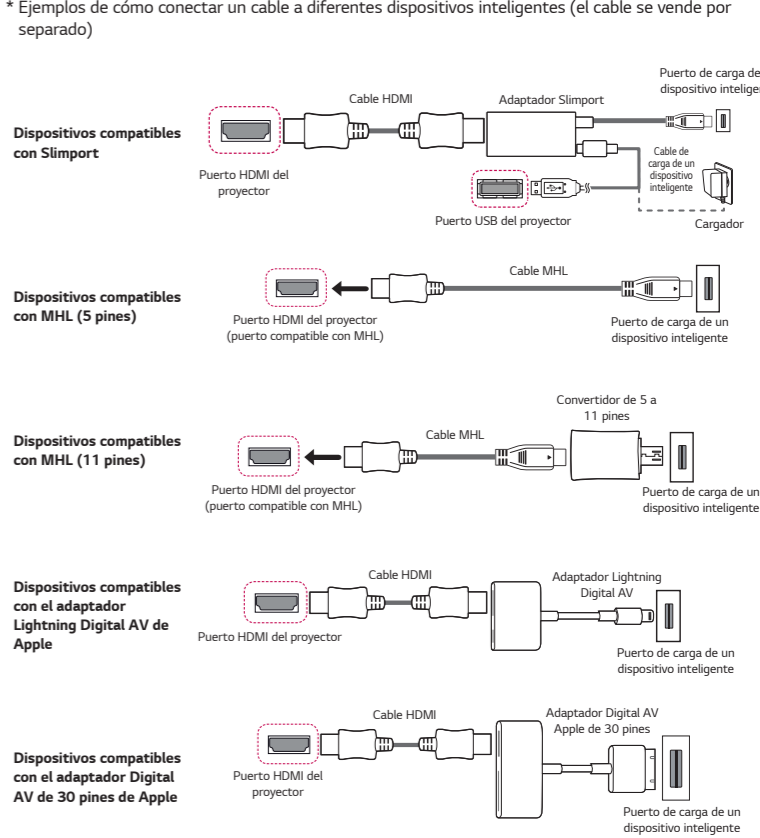 * Ejemplos de cómo conectar un cable a diferentes dispositivos inteligentes (el cable se vende por
separado)
Dispositivos compatibles
con Slimport
Cable HDMI
Adaptador Slimport
Puerto de carga de
dispositivo
Puerto HDMI del
proyector
Cable de
carga de un
dispositivo
inteligente
Puerto USB del proyector
Cargador
Dispositivos compatibles
con MHL (5 pines)
Cable MHL
Puerto HDMI del proyector
(puerto compatible con MHL)
Puerto de carga de un
dispositivo inteligente
Dispositivos compatibles
con MHL (11 pines)
Cable MHL
Convertidor de 5 a
11 pines
Puerto HDMI del proyector
(puerto compatible con MHL)
Puerto de carga de un
dispositivo inteligente
Dispositivos compatibles
con el adaptador
Lightning Digital AV de
Apple
Cable HDMI
Adaptador Lightning
Digital AV
Puerto HDMI del proyector
Puerto de carga de un
dispositivo inteligente
Dispositivos compatibles
con el adaptador Digital
AV de 30 pines de Apple
Cable HDMI
Adaptador Digital AV
Apple de 30 pines
Puerto HDMI del
proyector
Puerto de carga de un
dispositivo inteligente